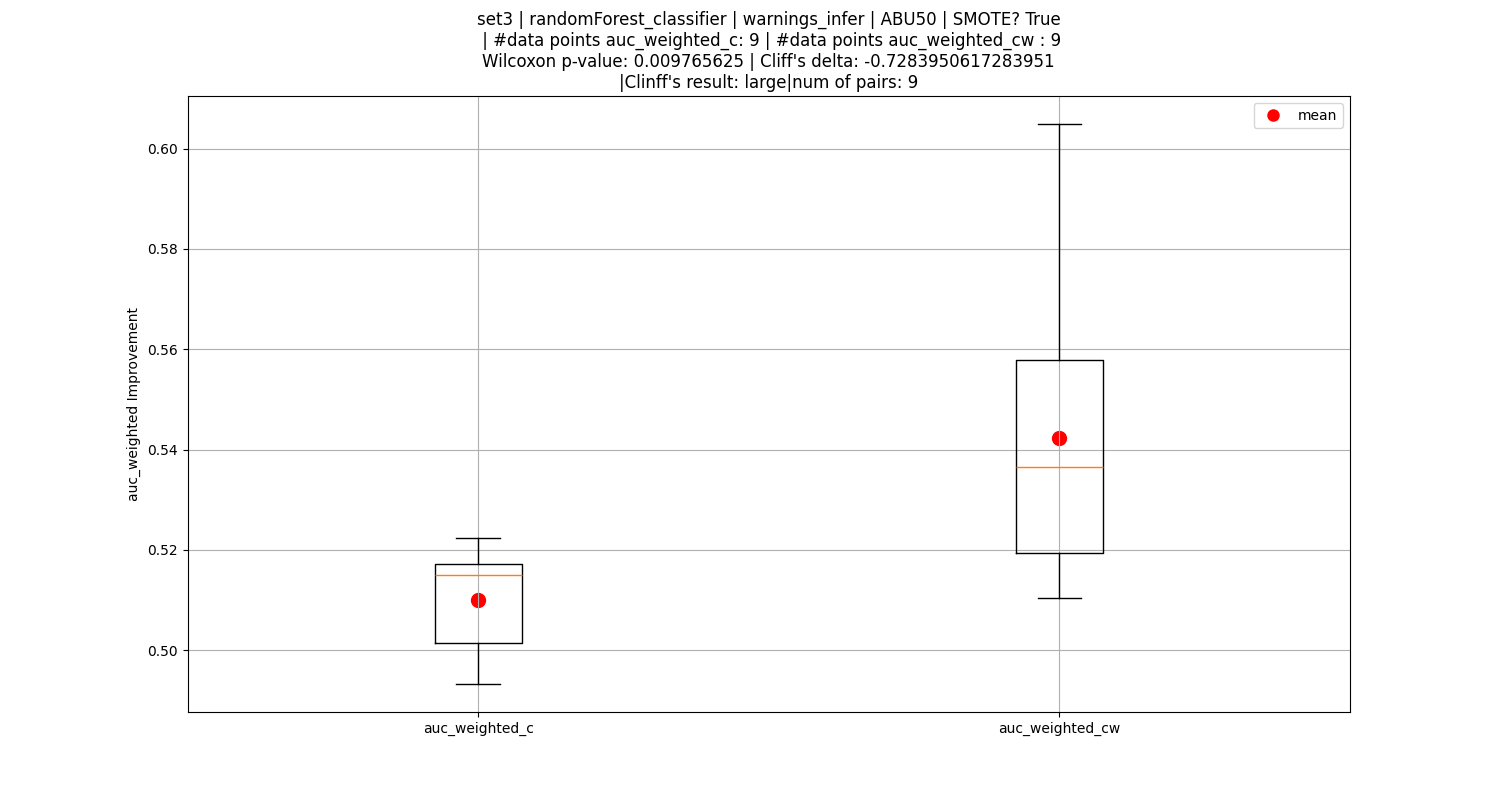 set3 | randomForest_classifier | warnings_infer | ABU50 | SMOTE? True
| #data points auc_weighted_c: 9 | #data points auc_weighted_cw : 9
Wilcoxon p-value: 0.009765625 | Cliff's delta: -0.7283950617283951
|Clinff's result: large|num of pairs: 9
mean
0.60
0.58
0.56
0.54
0.52
0.50
auc_weighted Improvement
auc_weighted_c
auc_weighted_cw